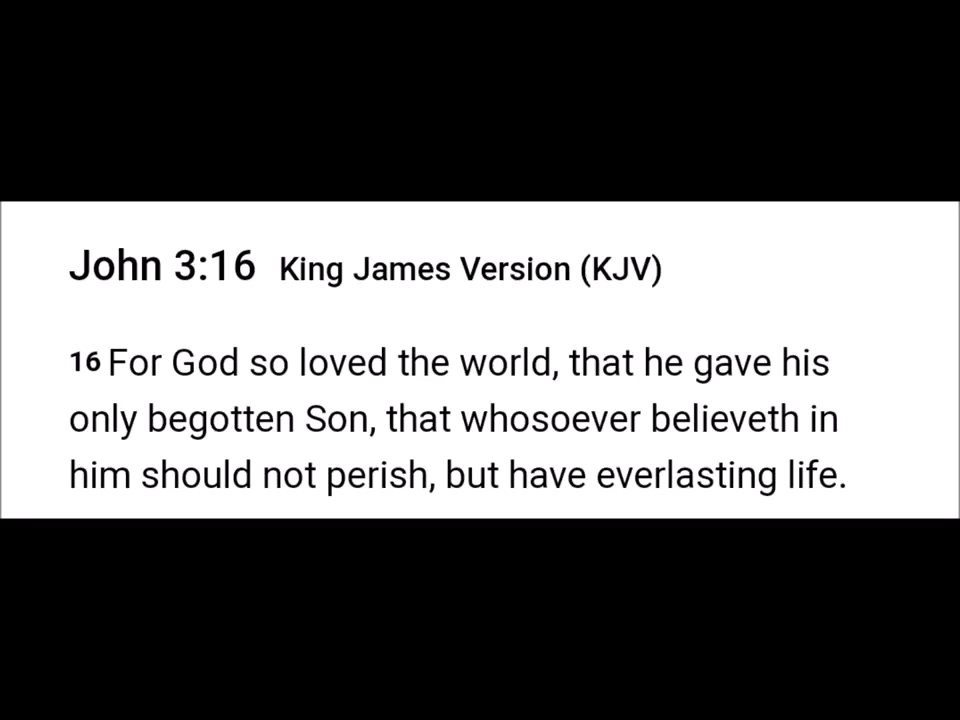 John 3:16 King James Version (KJV)
16 For God so loved the world, that he gave his
only begotten Son, that whosoever believeth in
him should not perish, but have everlasting life.